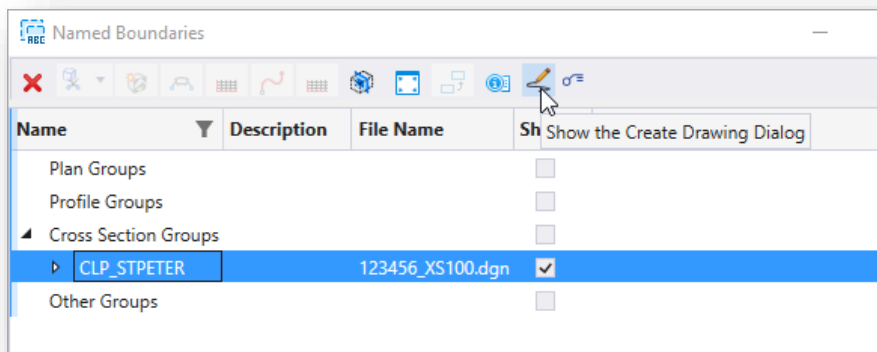 ABC Named Boundaries
Name Description File Name Sh
Show the Create Drawing Dialog
Plan Groups
Profile Groups
Cross Section Groups
CLP_STPETER 123456_XS100.dgn
Other Groups